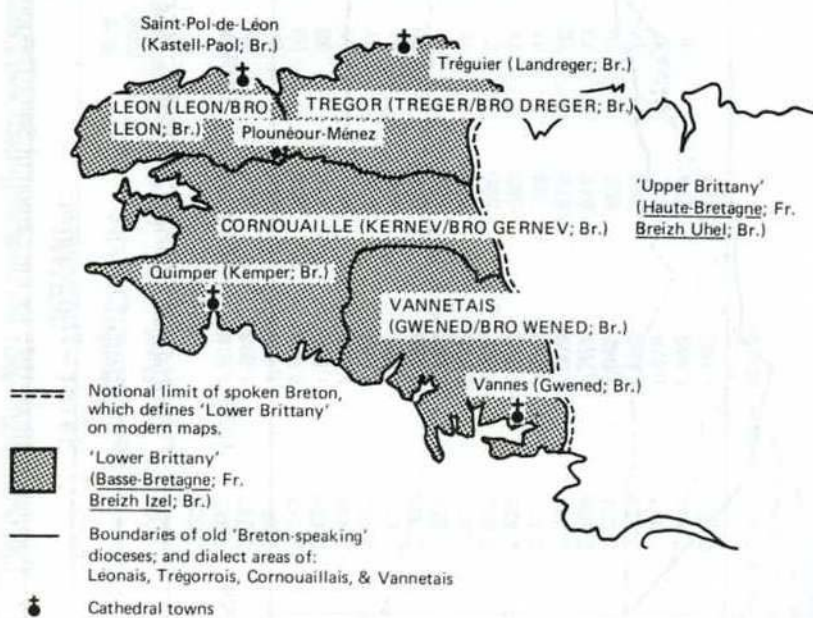 Saint-Pol-de-Léon
(Kastell-Paol; Br.)
Tréguier (Landreger; Br.)
LEON (LEON/BRO
LEON; Br.)
TREGOR (TREGER/BRO DREGER; Br.)
Plounéour-Ménez
'Upper Brittany'
(Haute-Bretagne; Fr.
Breizh Uhel; Br.)
CORNOUAILLE (KERNEV/BRO GERNEV; Br.)
Quimper (Kemper; Br.)
VANNETAIS
(GWENED/BRO WENED; Br.)
Vannes (Gwened; Br.)
Notional limit of spoken Breton,
which defines 'Lower Brittany'
on modern maps.
'Lower Brittany'
(Basse-Bretagne; Fr.
Breizh Izel; Br.)
Boundaries of old 'Breton-speaking'
dioceses; and dialect areas of:
Léonais, Trégorrois, Cornouaillais, & Vannetais
Cathedral towns